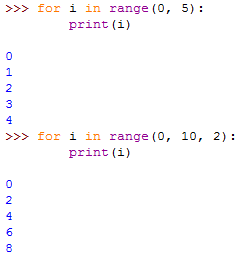 >>> for i in range(0, 5):
        print(i)

0
1
2
3
4
>>> for i in range(0, 10, 2):
        print(i)

0
2
4
6
8